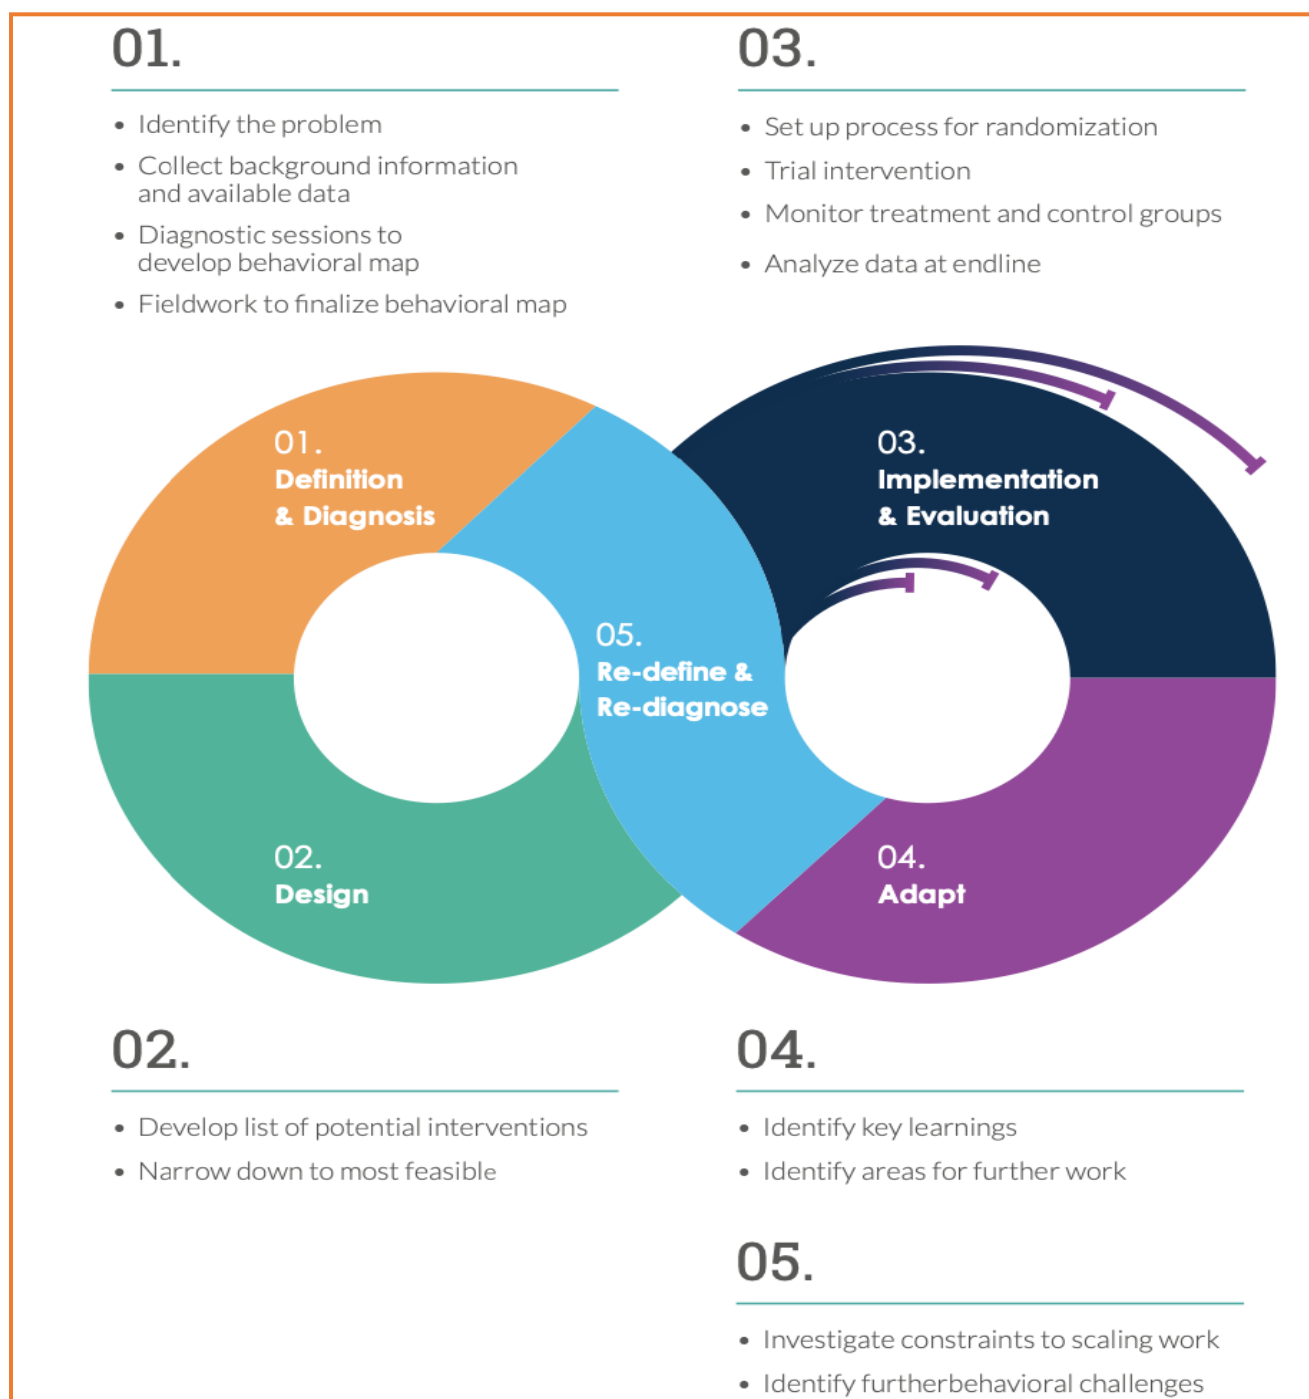 01.
• Identify the problem
• Collect background information
and available data
• Diagnostic sessions to
develop behavioral map
• Fieldwork to finalize behavioral map
03.
• Set up process for randomization
• Trial intervention
• Monitor treatment and control groups
• Analyze data at endline
01.
Definition
& Diagnosis
03.
Implementation
& Evaluation
05.
Re-define &
Re-diagnose
02.
Design
04.
Adapt
02.
• Develop list of potential interventions
• Narrow down to most feasible
04.
• Identify key learnings
• Identify areas for further work
05.
• Investigate constraints to scaling work
• Identify furtherbehavioral challenges